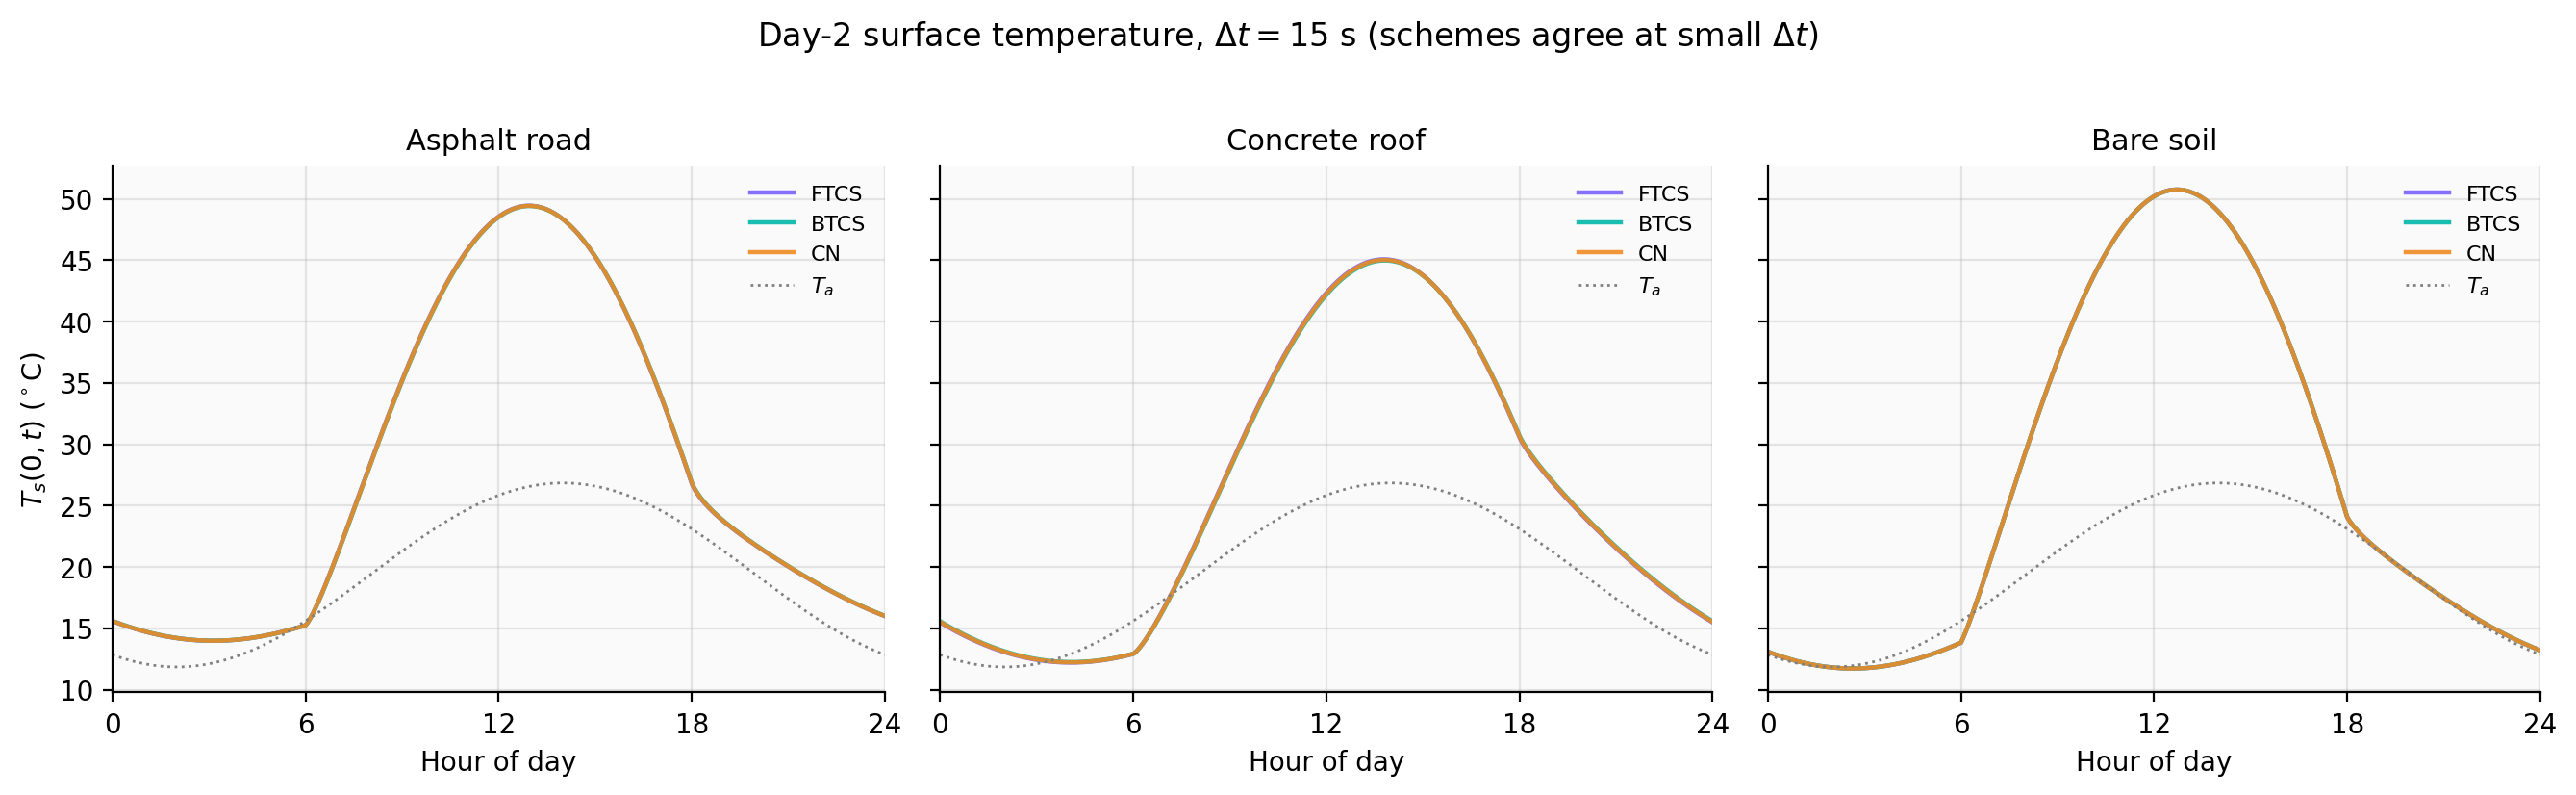 Day-2 surface temperature, Δt = 15 s (schemes agree at small Δt)
Asphalt road
Concrete roof
Bare soil
T_s(0, t) (°C)
50
45
40
35
30
25
20
15
10
FTCS
BTCS
CN
T_a
FTCS
BTCS
CN
T_a
FTCS
BTCS
CN
T_a
0 6 12 18 24
0 6 12 18 24
0 6 12 18 24
Hour of day
Hour of day
Hour of day